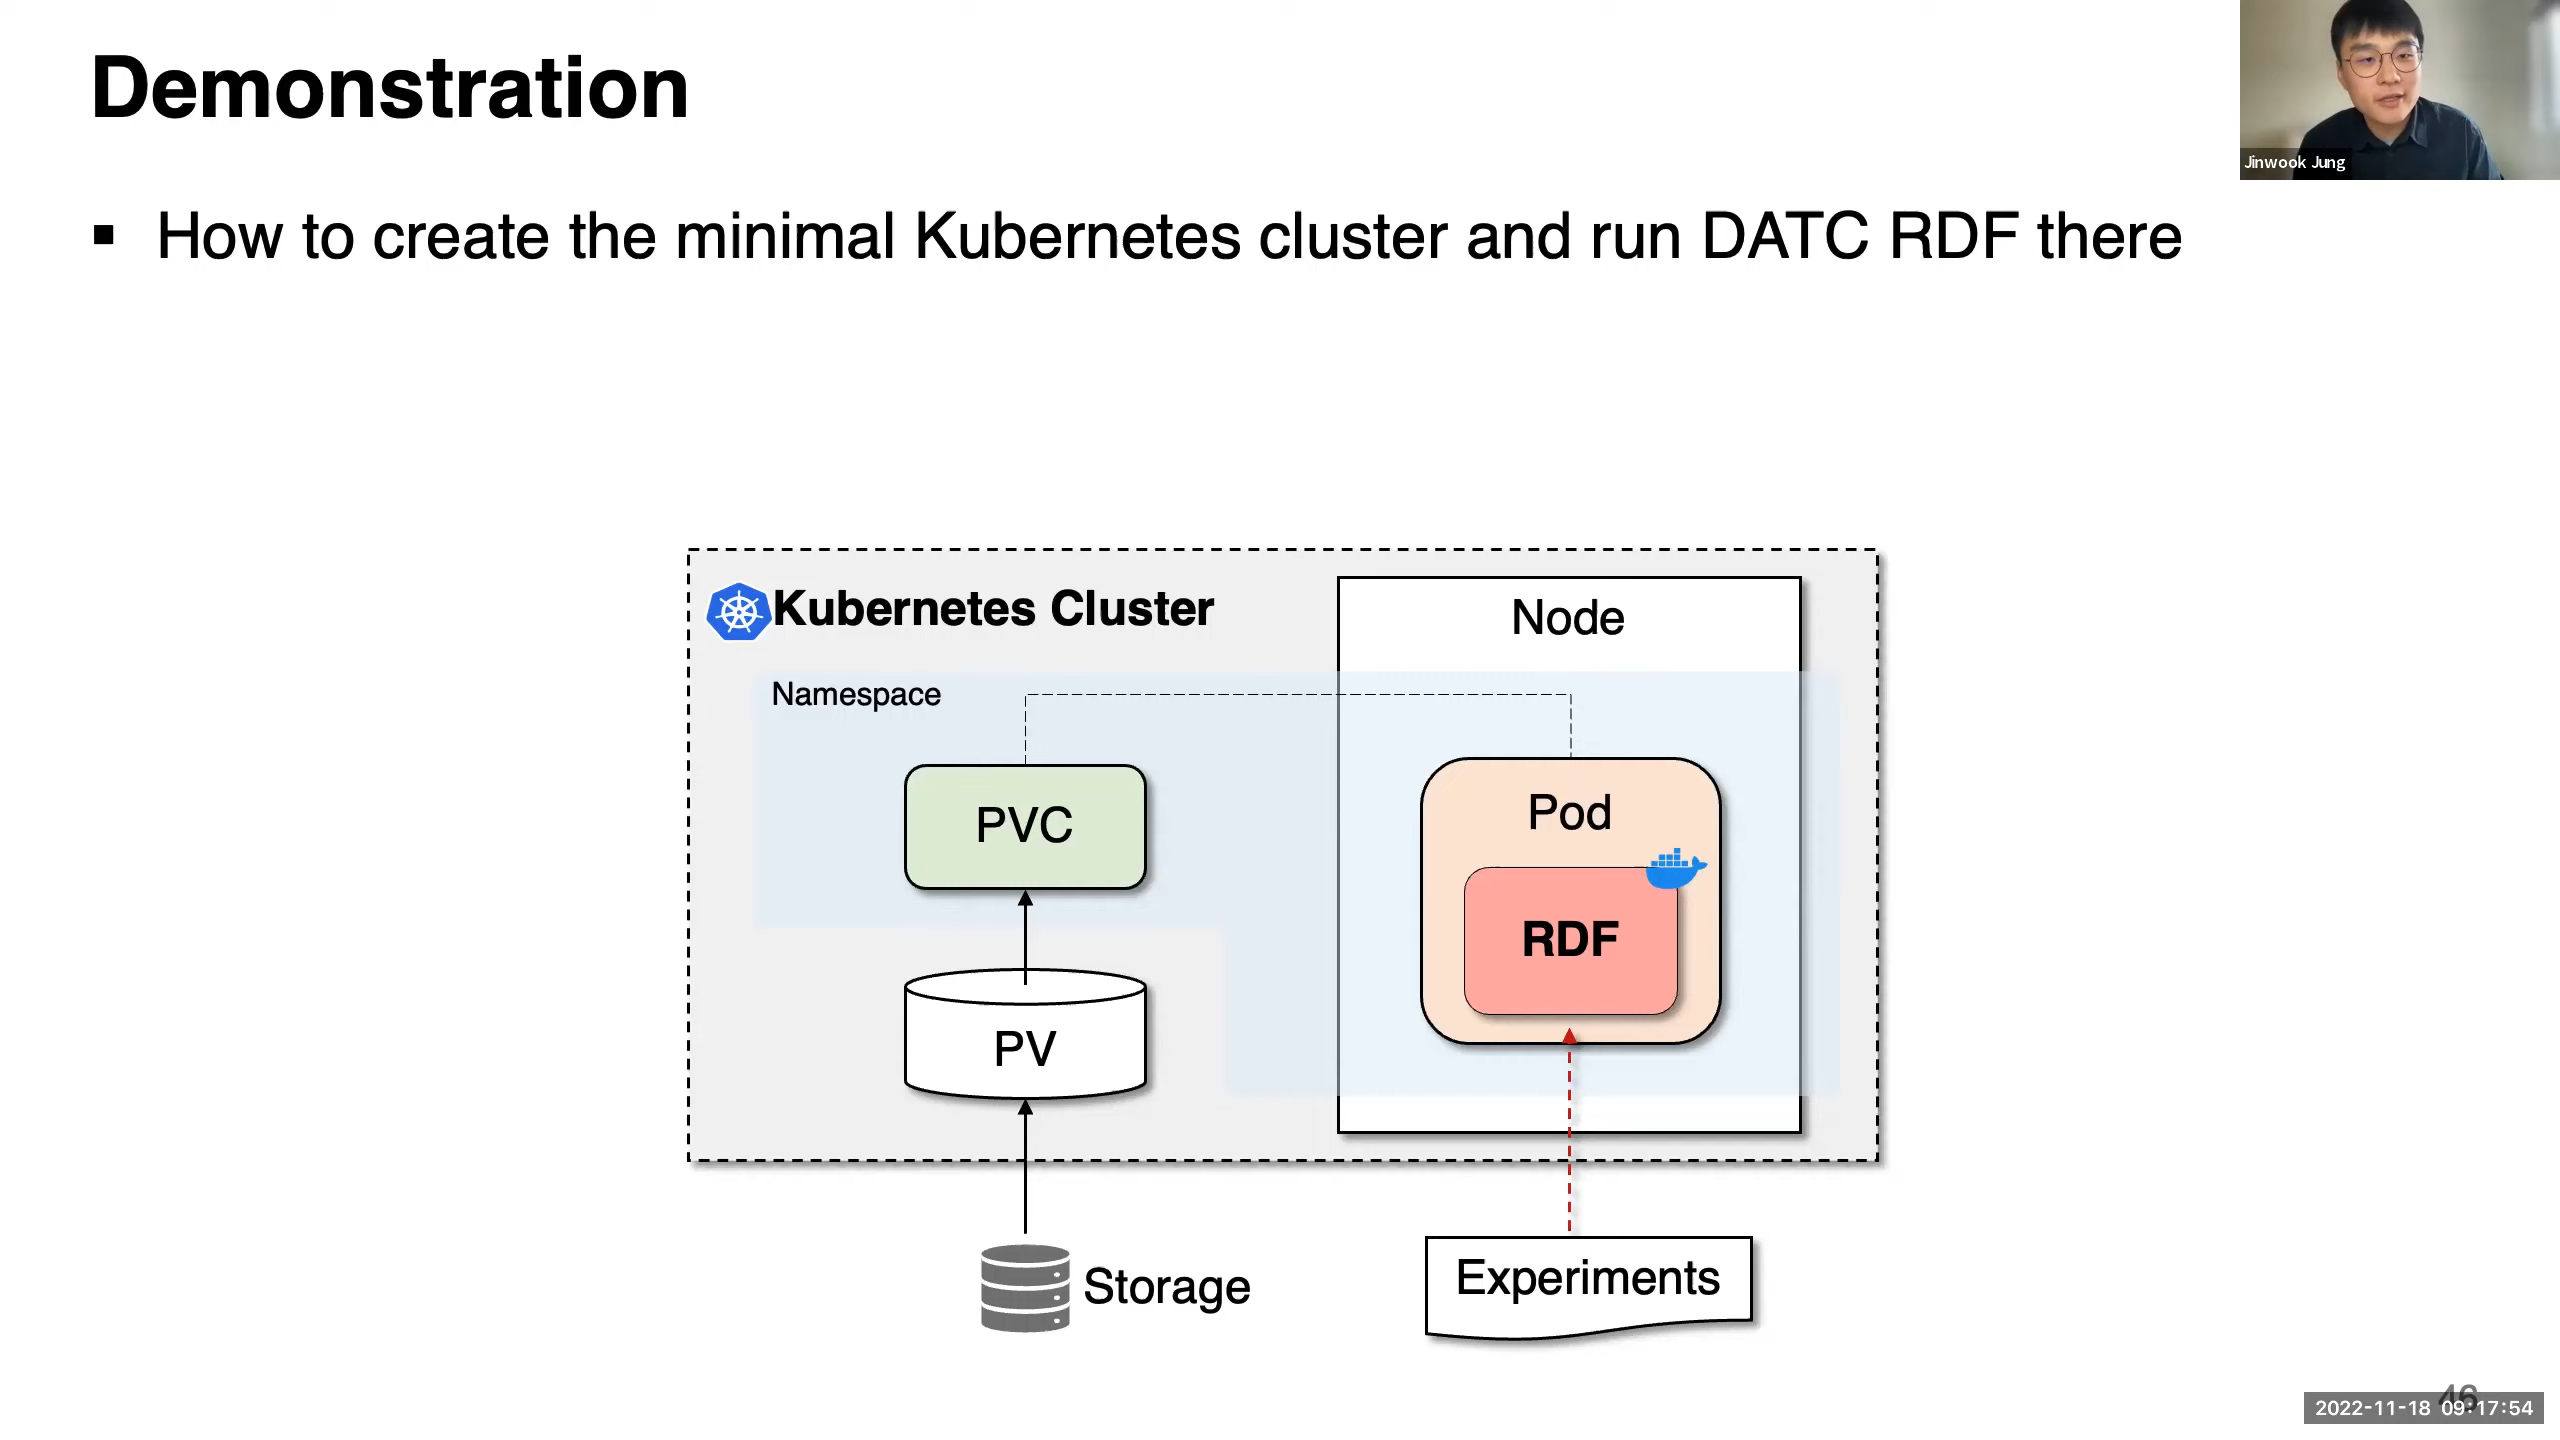 Demonstration
Jinwook Jung
▪ How to create the minimal Kubernetes cluster and run DATC RDF there
Kubernetes Cluster
Node
Namespace
PVC
Pod
RDF
PV
Storage
Experiments
46
2022-11-18 09:17:54